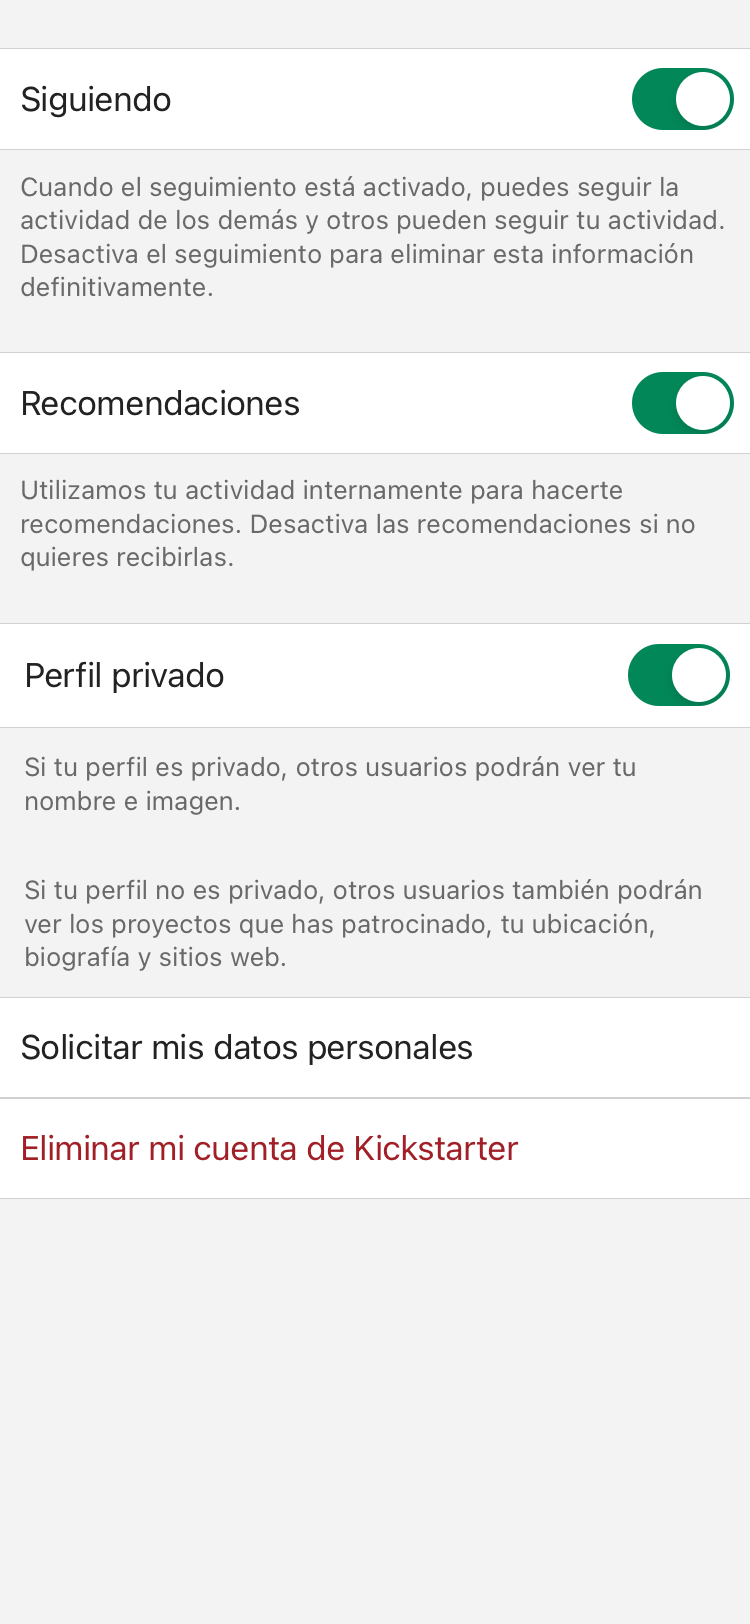 Siguiendo
Cuando el seguimiento está activado, puedes seguir la
actividad de los demás y otros pueden seguir tu actividad.
Desactiva el seguimiento para eliminar esta información
definitivamente.
Recomendaciones
Utilizamos tu actividad internamente para hacerte
recomendaciones. Desactiva las recomendaciones si no
quieres recibirlas.
Perfil privado
Si tu perfil es privado, otros usuarios podrán ver tu
nombre e imagen.
Si tu perfil no es privado, otros usuarios también podrán
ver los proyectos que has patrocinado, tu ubicación,
biografía y sitios web.
Solicitar mis datos personales
Eliminar mi cuenta de Kickstarter